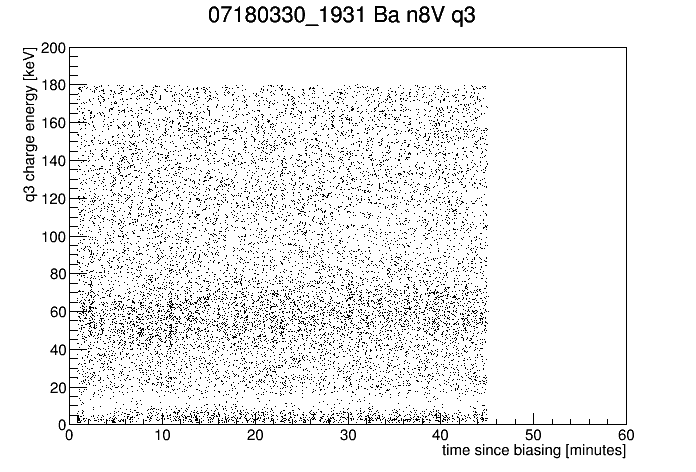 07180330_1931 Ba n8V q3
q3 charge energy [keV]
200
180
160
140
120
100
80
60
40
20
0
0 10 20 30 40 50 60
time since biasing [minutes]